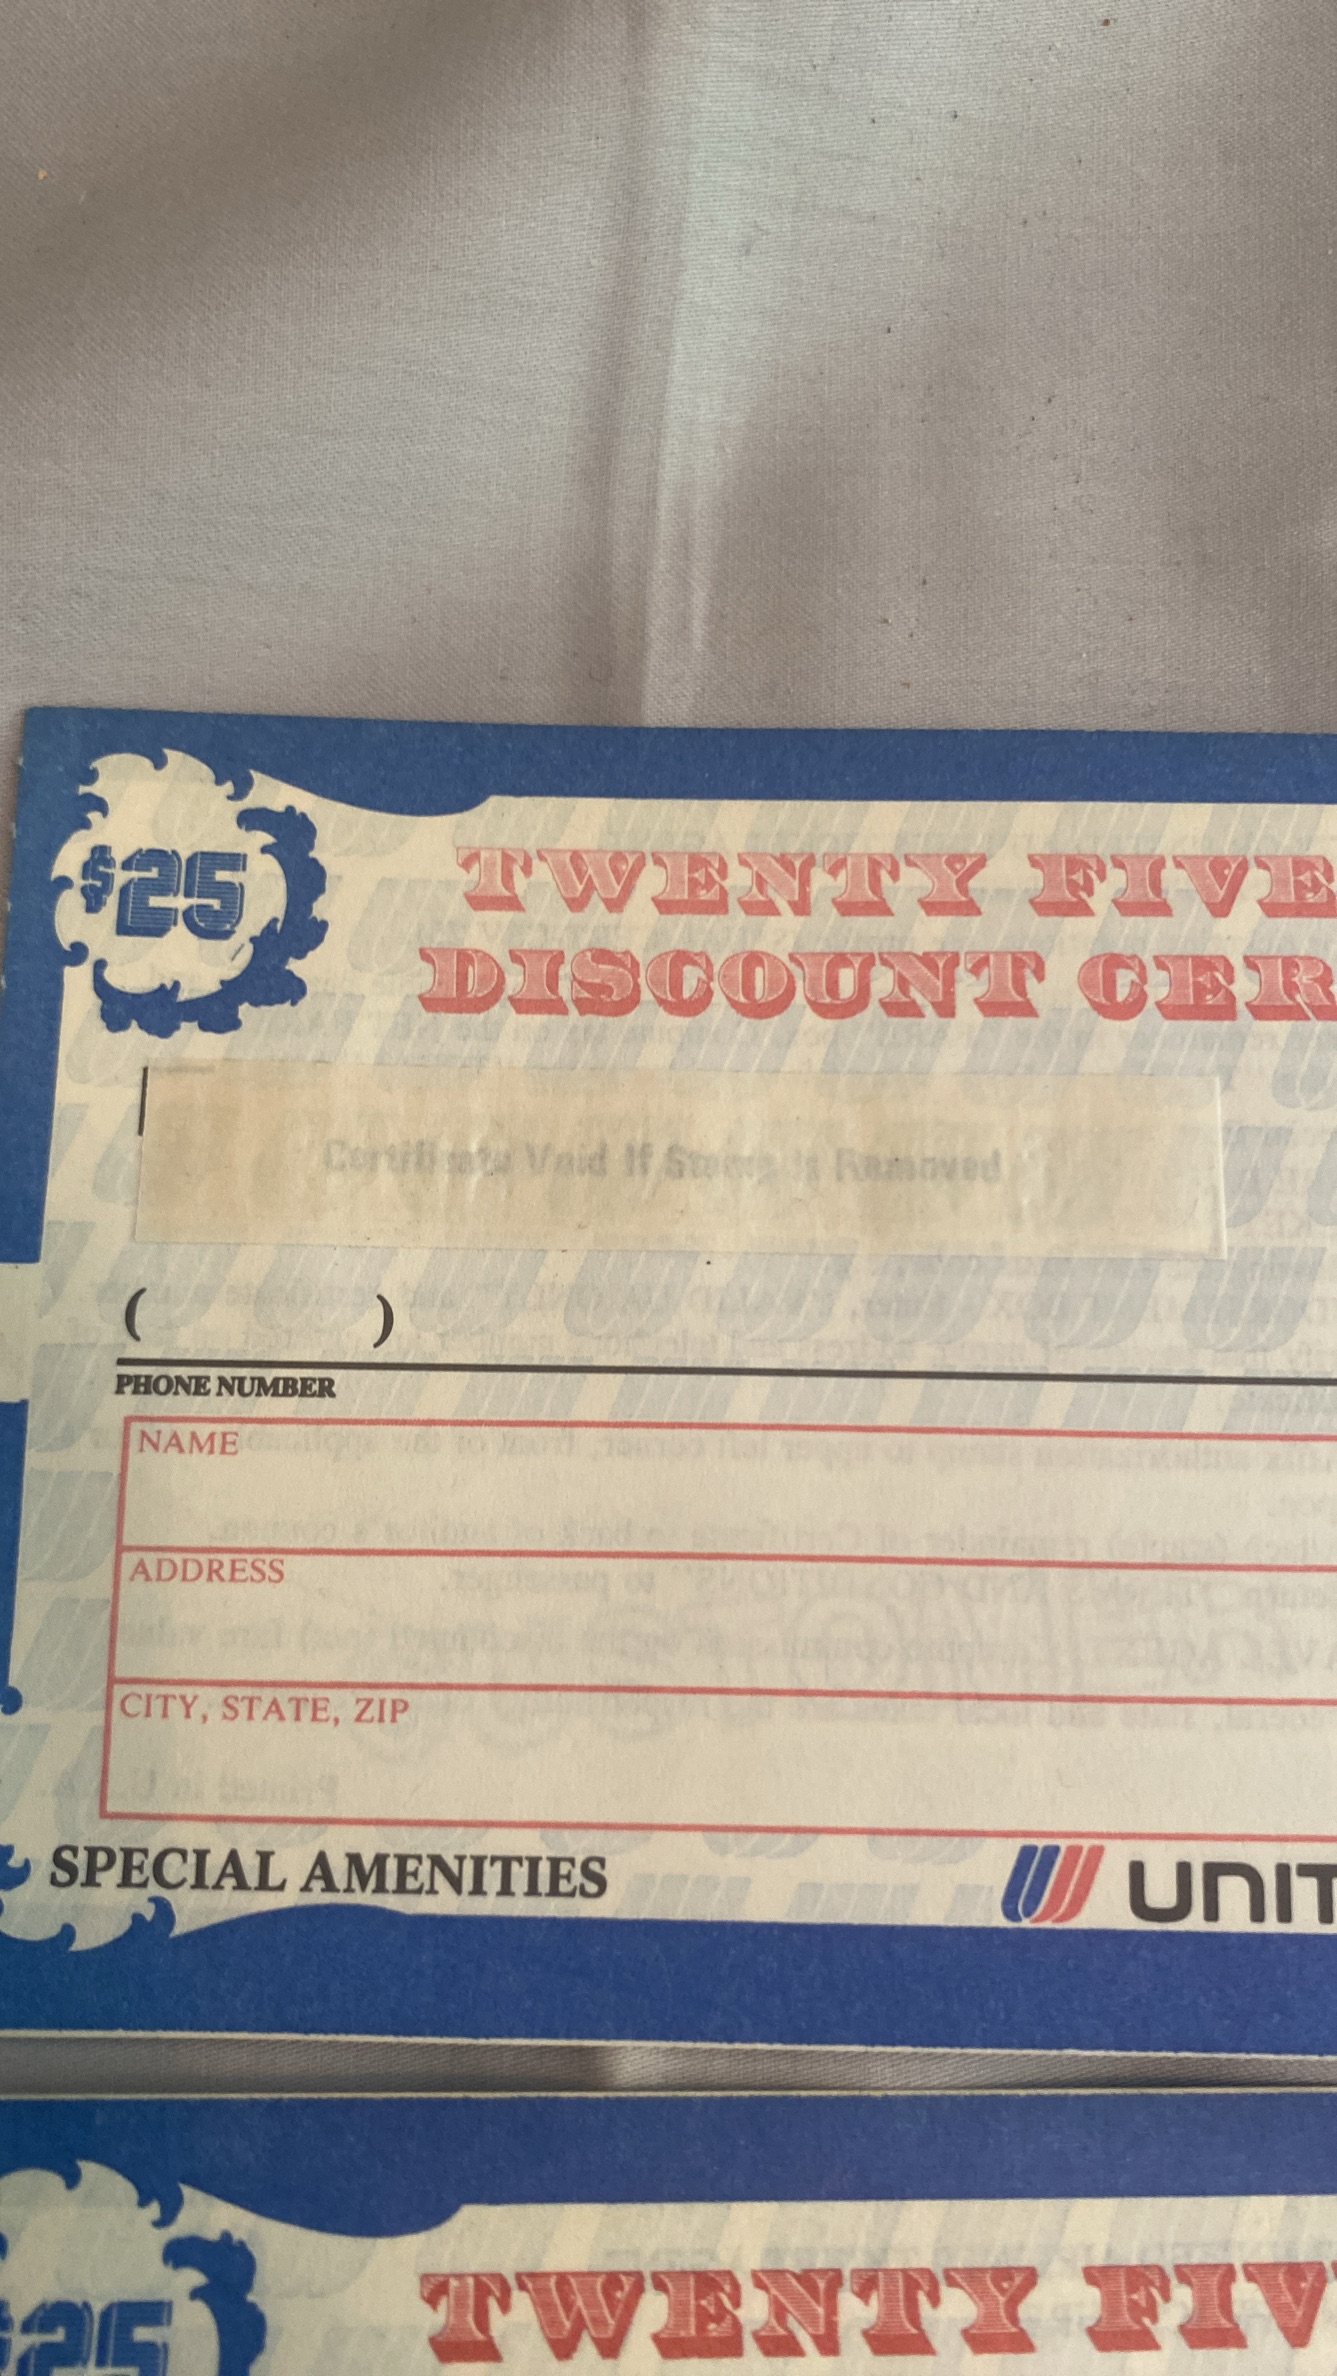 $25
TWENTY FIVE
DISCOUNT CER
Certificate Void If Stamp Is Removed
( )
PHONE NUMBER
NAME
ADDRESS
CITY, STATE, ZIP
SPECIAL AMENITIES
UNIT
$25
TWENTY FIV